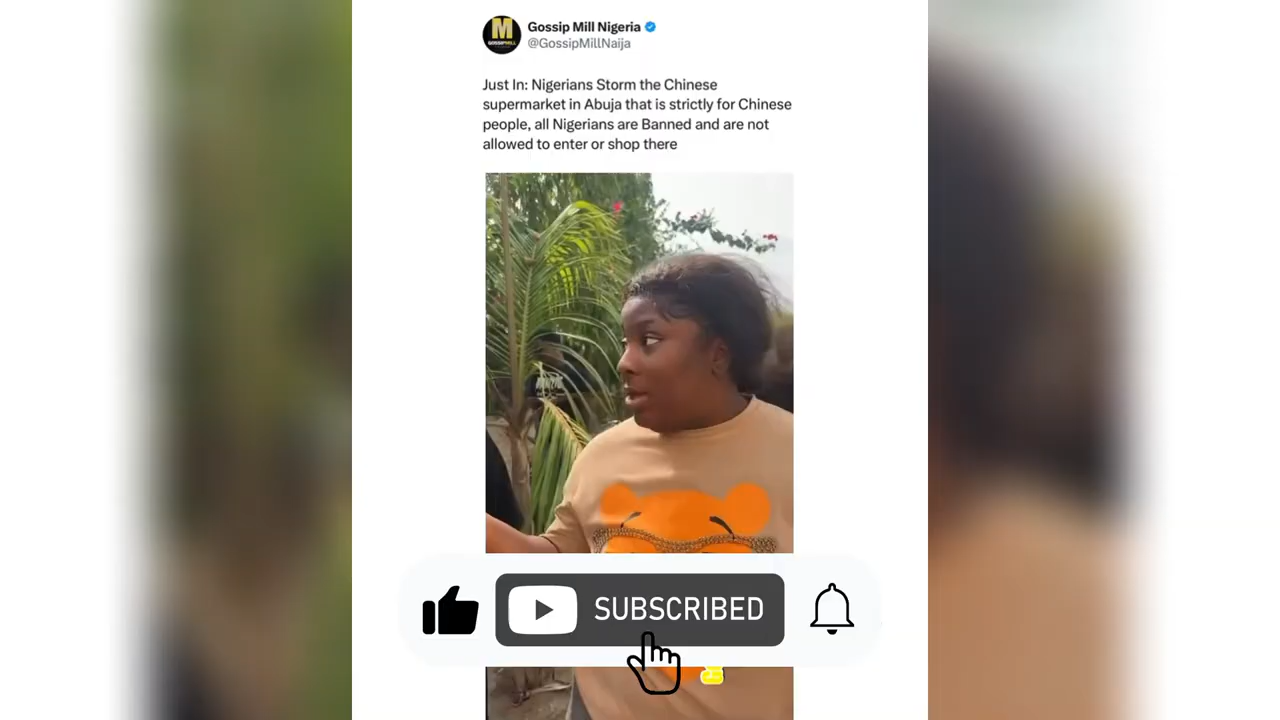 M
GOSSIPMILL
Gossip Mill Nigeria
@GossipMillNaija
Just In: Nigerians Storm the Chinese
supermarket in Abuja that is strictly for Chinese
people, all Nigerians are Banned and are not
allowed to enter or shop there
SUBSCRIBED